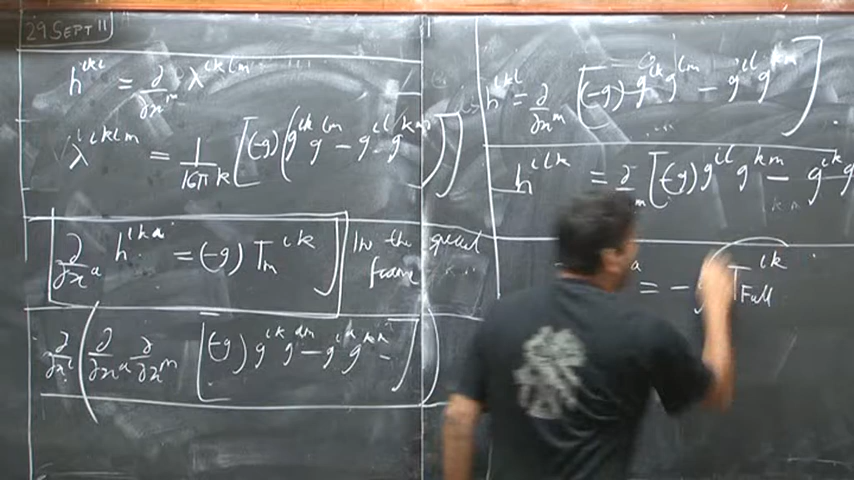 29 SEPT 11
h^{ikl} = ∂/∂x^m λ^{iklm}
λ^{iklm} = 1/16πk [(-g)(g^{ik} g^{lm} - g^{il} g^{km})]
∂/∂x^a h^{ika} = (-g) T_m^{ik}
In the special
frame
∂/∂x^i ( ∂/∂x^a ∂/∂x^m [(-g) g^{ik} g^{am} - g^{ia} g^{km}])
h^{ikl} = ∂/∂x^m [(-g) g^{ik} g^{lm} - g^{il} g^{km}]
h^{ilk} = [(-g) g^{il} g^{km} - g^{ik} g
= - g T^{ik}_{Full}